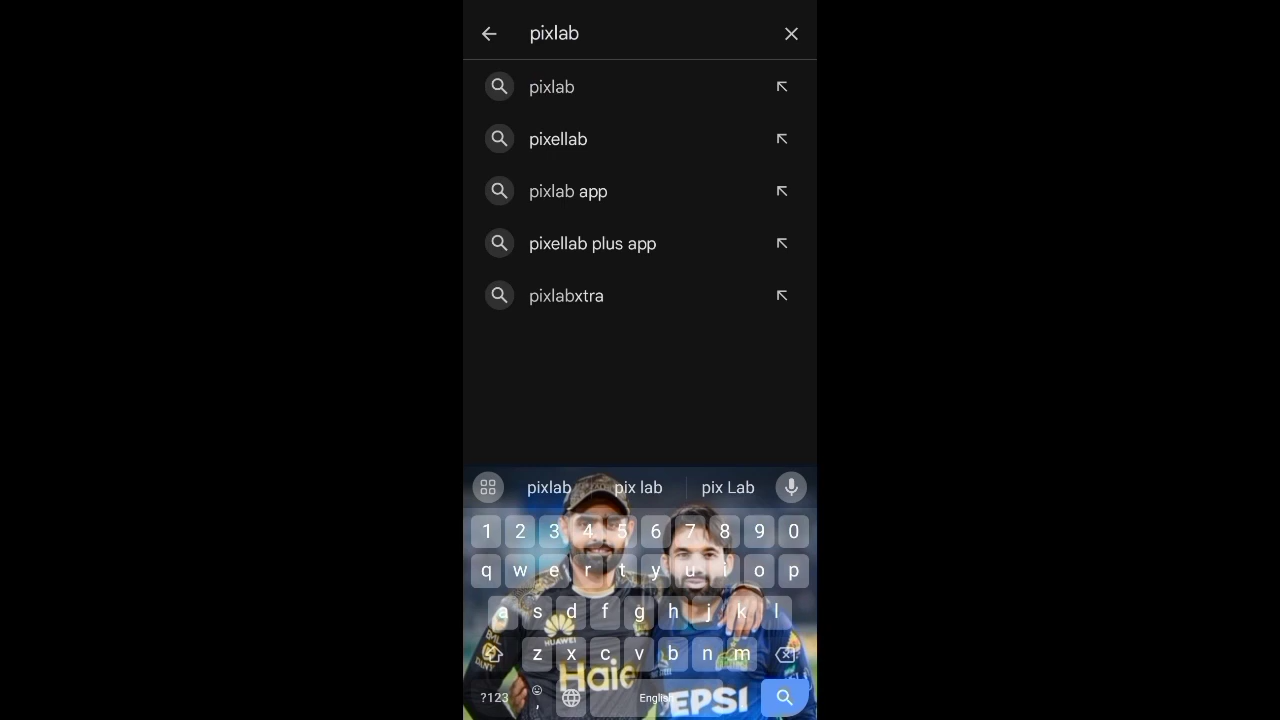 pixlab
pixlab
pixellab
pixlab app
pixellab plus app
pixlabxtra
pixlab pix lab pix Lab
1 2 3 4 5 6 7 8 9 0
q w e r t y u i o p
a s d f g h j k l
z x c v b n m
?123 , English
HUAWEI
Haie
EPSI